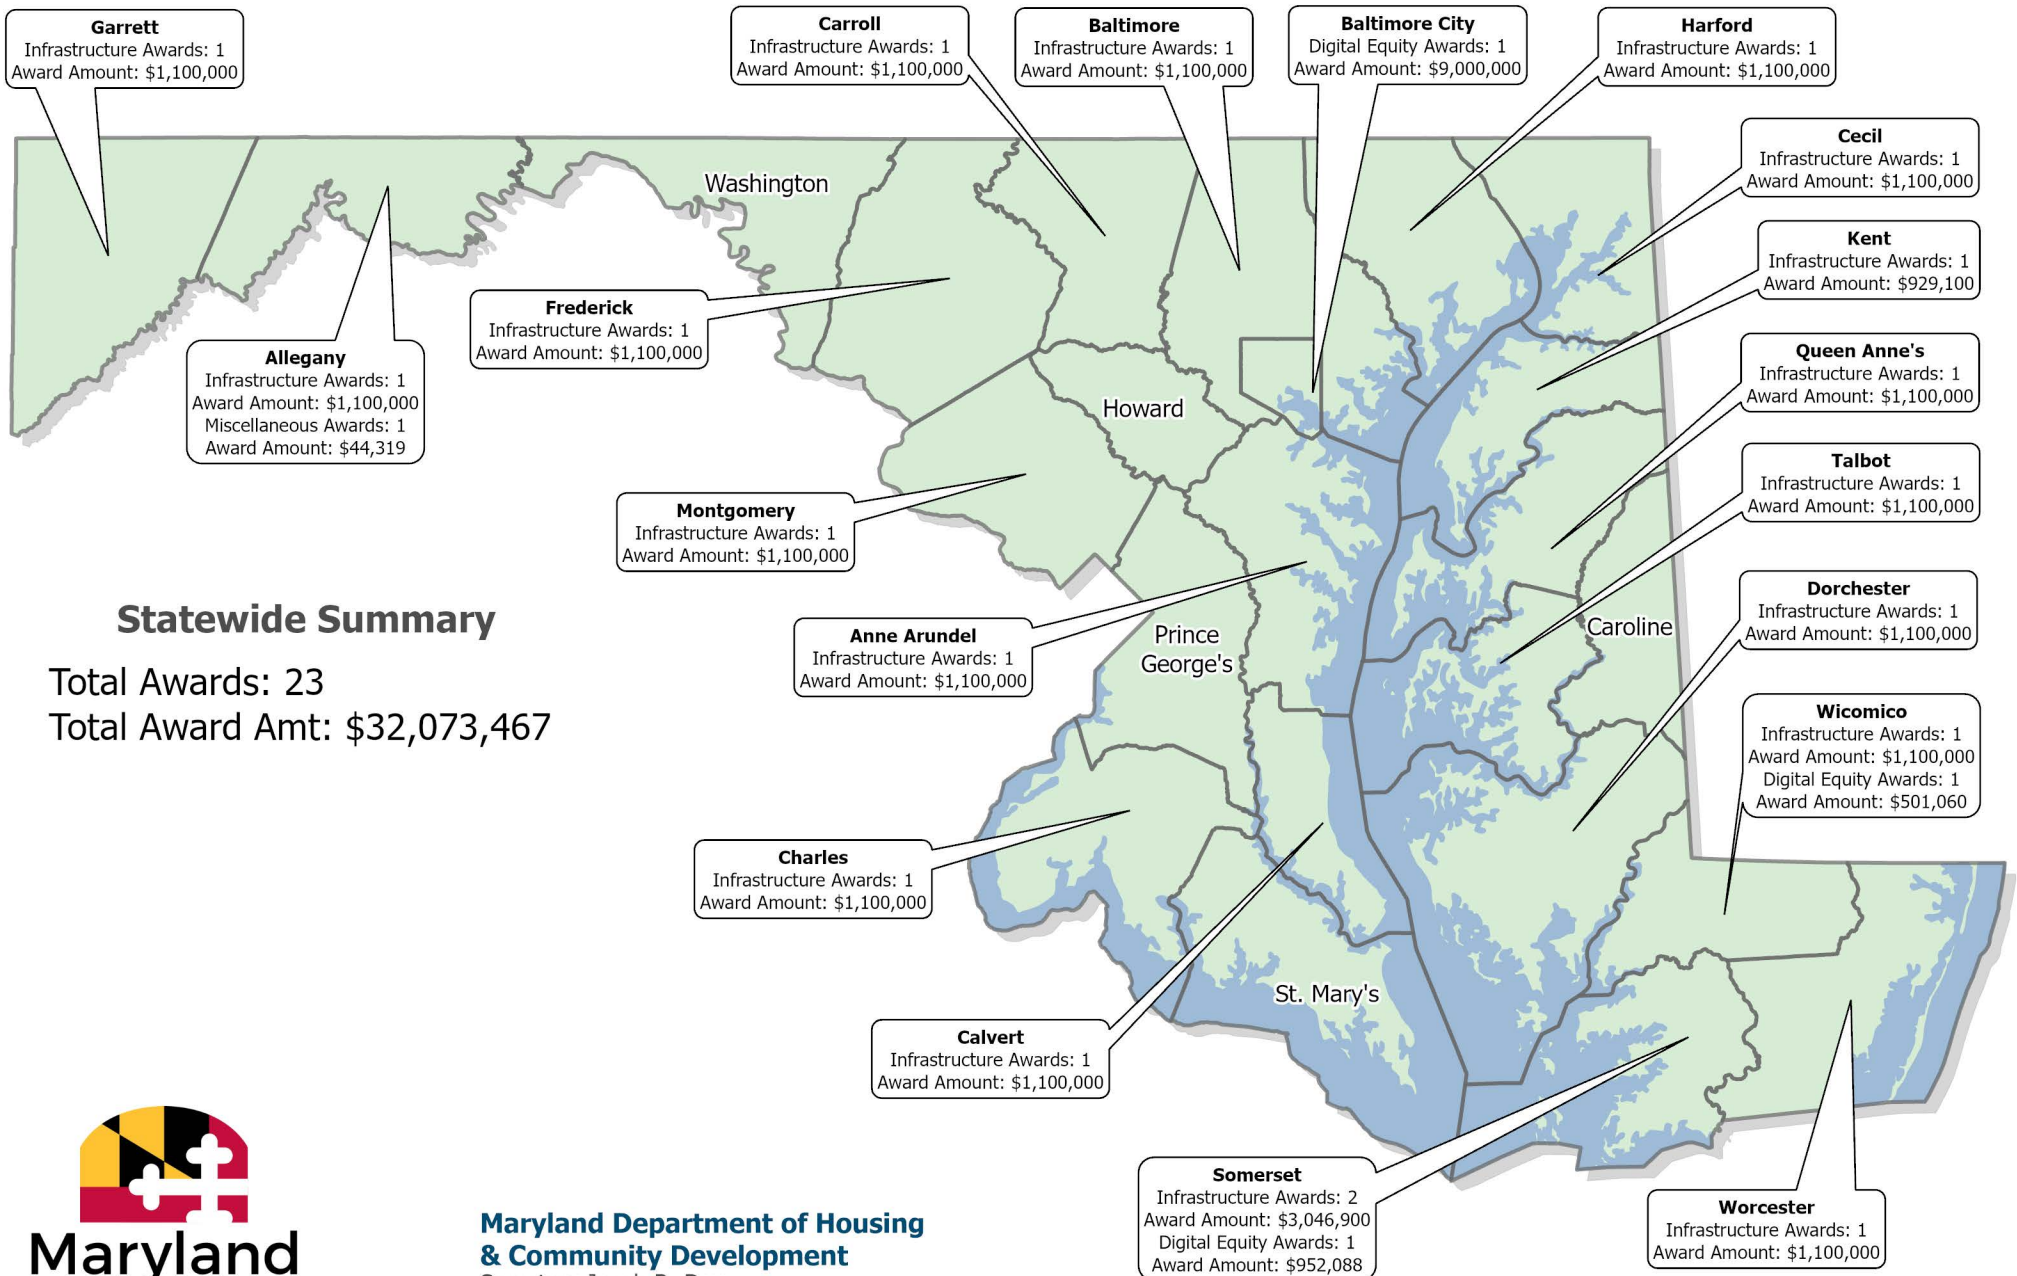 Garrett
Infrastructure Awards: 1
Award Amount: $1,100,000
Carroll
Infrastructure Awards: 1
Award Amount: $1,100,000
Baltimore
Infrastructure Awards: 1
Award Amount: $1,100,000
Baltimore City
Digital Equity Awards: 1
Award Amount: $9,000,000
Harford
Infrastructure Awards: 1
Award Amount: $1,100,000
Cecil
Infrastructure Awards: 1
Award Amount: $1,100,000
Washington
Kent
Infrastructure Awards: 1
Award Amount: $929,100
Frederick
Infrastructure Awards: 1
Award Amount: $1,100,000
Allegany
Infrastructure Awards: 1
Award Amount: $1,100,000
Miscellaneous Awards: 1
Award Amount: $44,319
Queen Anne's
Infrastructure Awards: 1
Award Amount: $1,100,000
Howard
Talbot
Infrastructure Awards: 1
Award Amount: $1,100,000
Montgomery
Infrastructure Awards: 1
Award Amount: $1,100,000
Dorchester
Infrastructure Awards: 1
Award Amount: $1,100,000
Statewide Summary
Total Awards: 23
Total Award Amt: $32,073,467
Anne Arundel
Infrastructure Awards: 1
Award Amount: $1,100,000
Prince
George's
Caroline
Wicomico
Infrastructure Awards: 1
Award Amount: $1,100,000
Digital Equity Awards: 1
Award Amount: $501,060
Charles
Infrastructure Awards: 1
Award Amount: $1,100,000
St. Mary's
Calvert
Infrastructure Awards: 1
Award Amount: $1,100,000
Somerset
Infrastructure Awards: 2
Award Amount: $3,046,900
Digital Equity Awards: 1
Award Amount: $952,088
Worcester
Infrastructure Awards: 1
Award Amount: $1,100,000
Maryland
Maryland Department of Housing
& Community Development